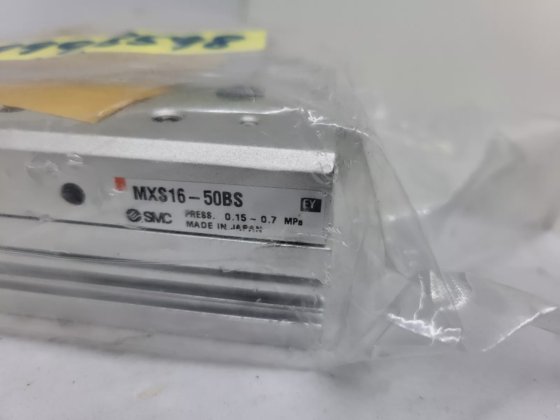 MXS16-50BS
EY
SMC PRESS. 0.15~0.7 MPa
MADE IN JAPAN